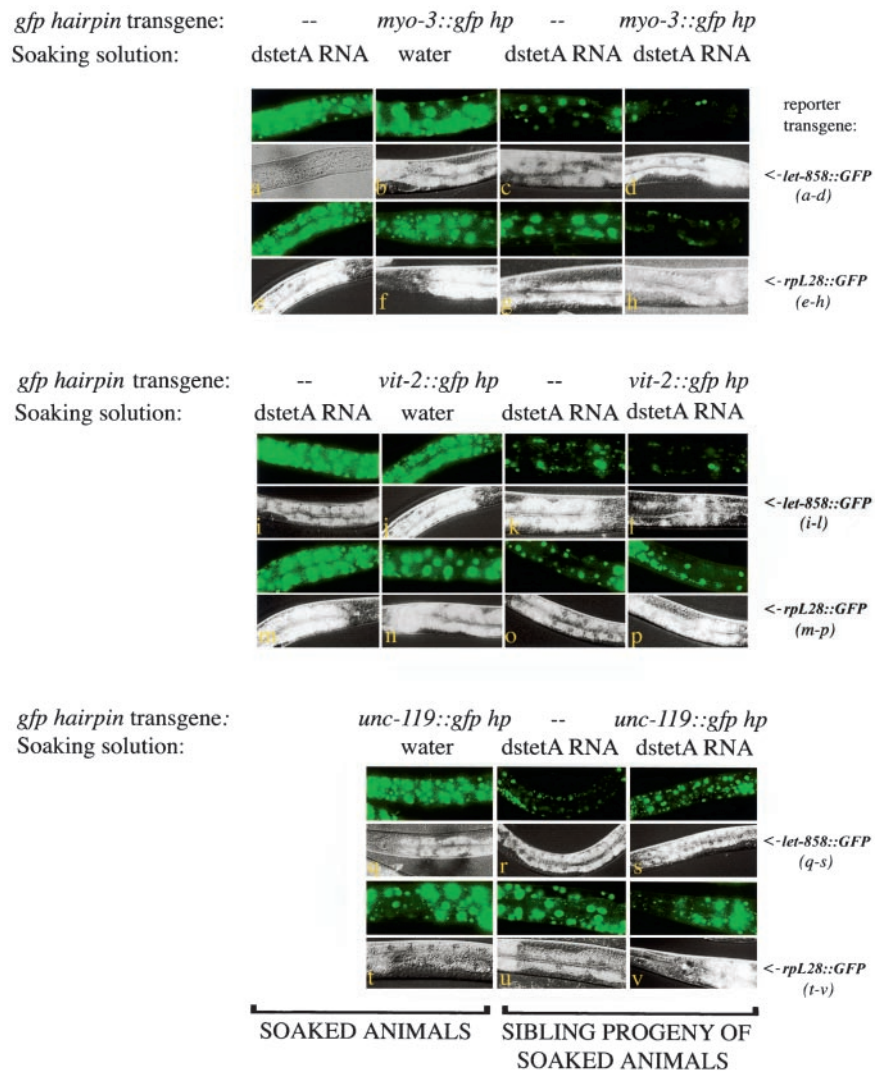 gfp hairpin transgene: -- myo-3::gfp hp -- myo-3::gfp hp
Soaking solution: dstetA RNA water dstetA RNA dstetA RNA
reporter
transgene:
a b c d
<-let-858::GFP
(a-d)
e f g h
<-rpL28::GFP
(e-h)
gfp hairpin transgene: -- vit-2::gfp hp -- vit-2::gfp hp
Soaking solution: dstetA RNA water dstetA RNA dstetA RNA
i j k l
<-let-858::GFP
(i-l)
m n o p
<-rpL28::GFP
(m-p)
gfp hairpin transgene: unc-119::gfp hp -- unc-119::gfp hp
Soaking solution: water dstetA RNA dstetA RNA
q r s
<-let-858::GFP
(q-s)
t u v
<-rpL28::GFP
(t-v)
SOAKED ANIMALS SIBLING PROGENY OF
SOAKED ANIMALS